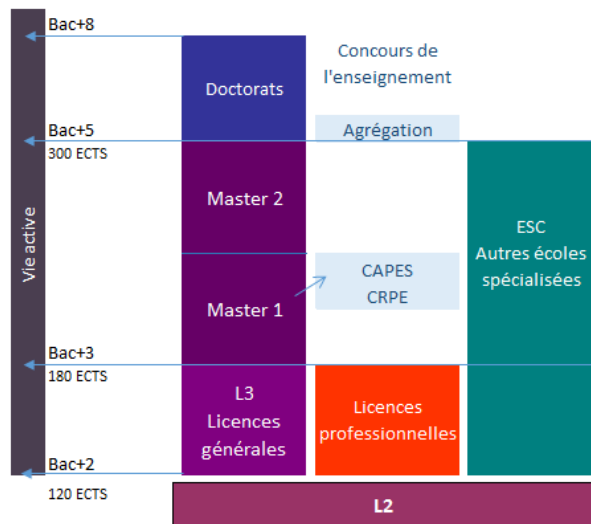 Bac+8
Concours de
l'enseignement
Doctorats
Agrégation
Bac+5
300 ECTS
Master 2
ESC
Autres écoles
spécialisées
Vie active
CAPES
CRPE
Master 1
Bac+3
180 ECTS
L3
Licences
générales
Licences
professionnelles
Bac+2
120 ECTS
L2